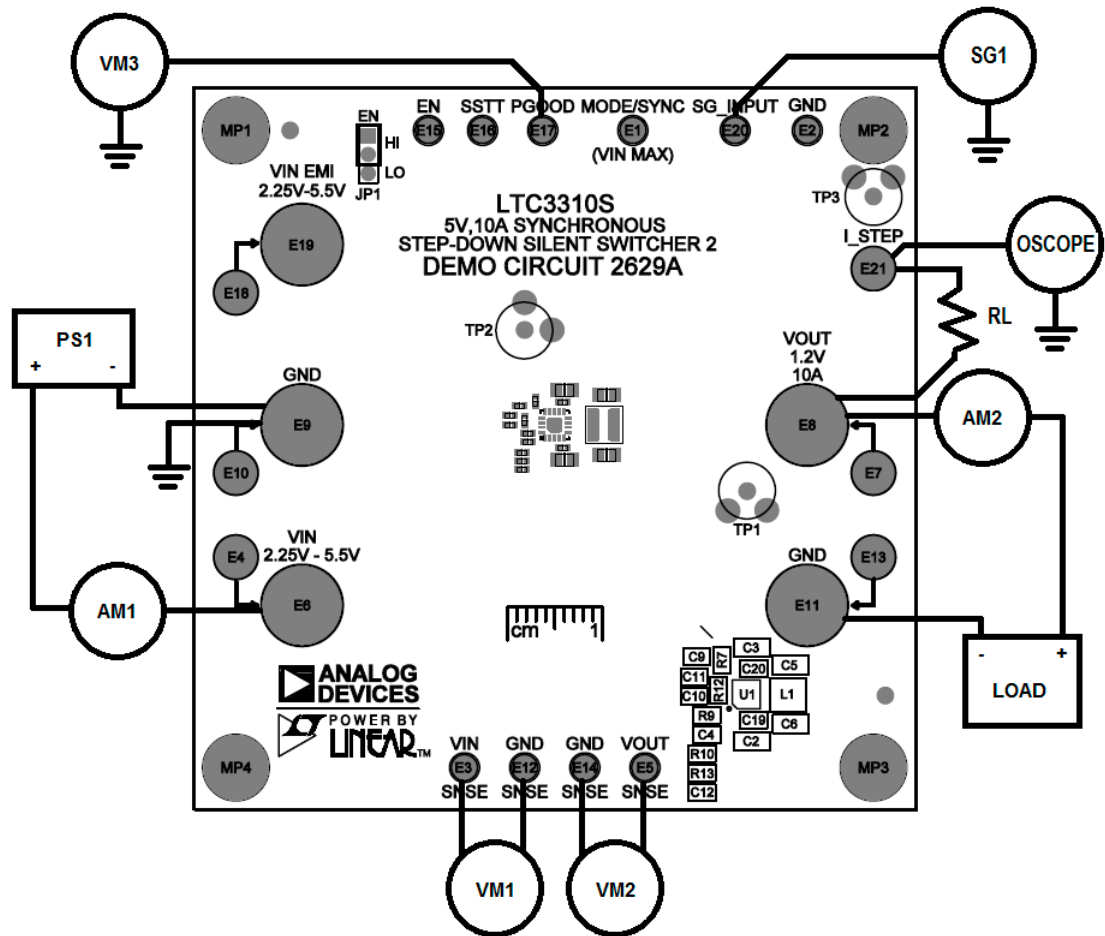 VM3
SG1
EN
SSTT
PGOOD
MODE/SYNC
SG_INPUT
GND
MP1
EN
HI
LO
JP1
E15
E16
E17
E1
(VIN MAX)
E20
E2
MP2
VIN EMI
2.25V-5.5V
E19
E18
LTC3310S
5V,10A SYNCHRONOUS
STEP-DOWN SILENT SWITCHER 2
DEMO CIRCUIT 2629A
TP3
I_STEP
E21
OSCOPE
RL
TP2
PS1
+ -
GND
E9
E10
VOUT
1.2V
10A
E8
E7
AM2
TP1
E4
VIN
2.25V - 5.5V
E6
AM1
GND
E13
E11
- +
LOAD
cm 1
C9
R7
C3
C11
C20
C5
C10
R12
U1
L1
R9
C19
C6
C4
C2
R10
R13
C12
ANALOG
DEVICES
POWER BY
LINEAR™
MP4
VIN
GND
GND
VOUT
E3
E12
E14
E5
SNSE
SNSE
SNSE
SNSE
MP3
VM1
VM2